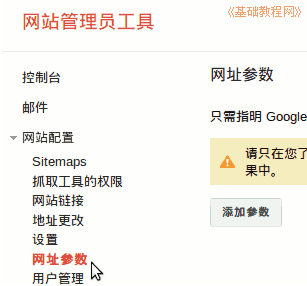 《基础教程网》
网站管理员工具
控制台
邮件
网站配置
Sitemaps
抓取工具的权限
网站链接
地址更改
设置
网址参数
用户管理
网址参数
只需指明 Google
请只在您了
果中。
添加参数